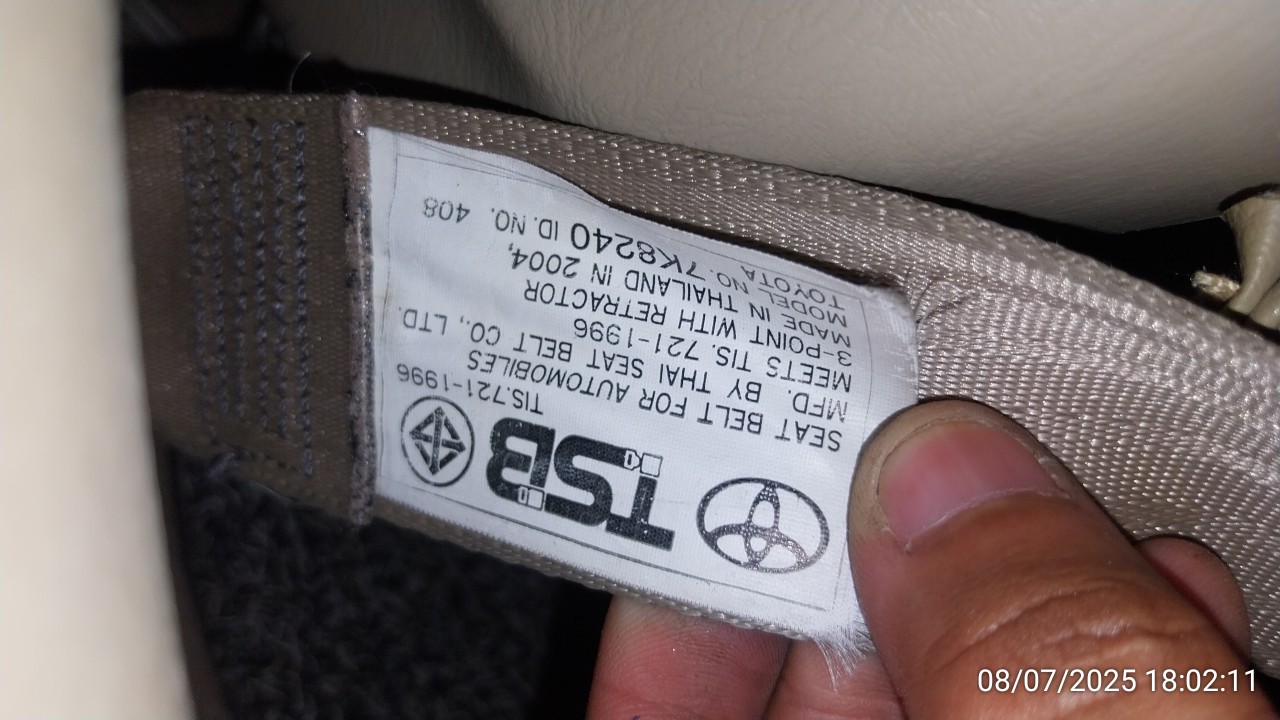 TSB
TIS.721-1996
SEAT BELT FOR AUTOMOBILES
MFD. BY THAI SEAT BELT CO., LTD.
MEETS TIS. 721-1996
3-POINT WITH RETRACTOR
MADE IN THAILAND IN 2004,
MODEL NO.7K8240 ID.NO. 408
TOYOTA
08/07/2025 18:02:11